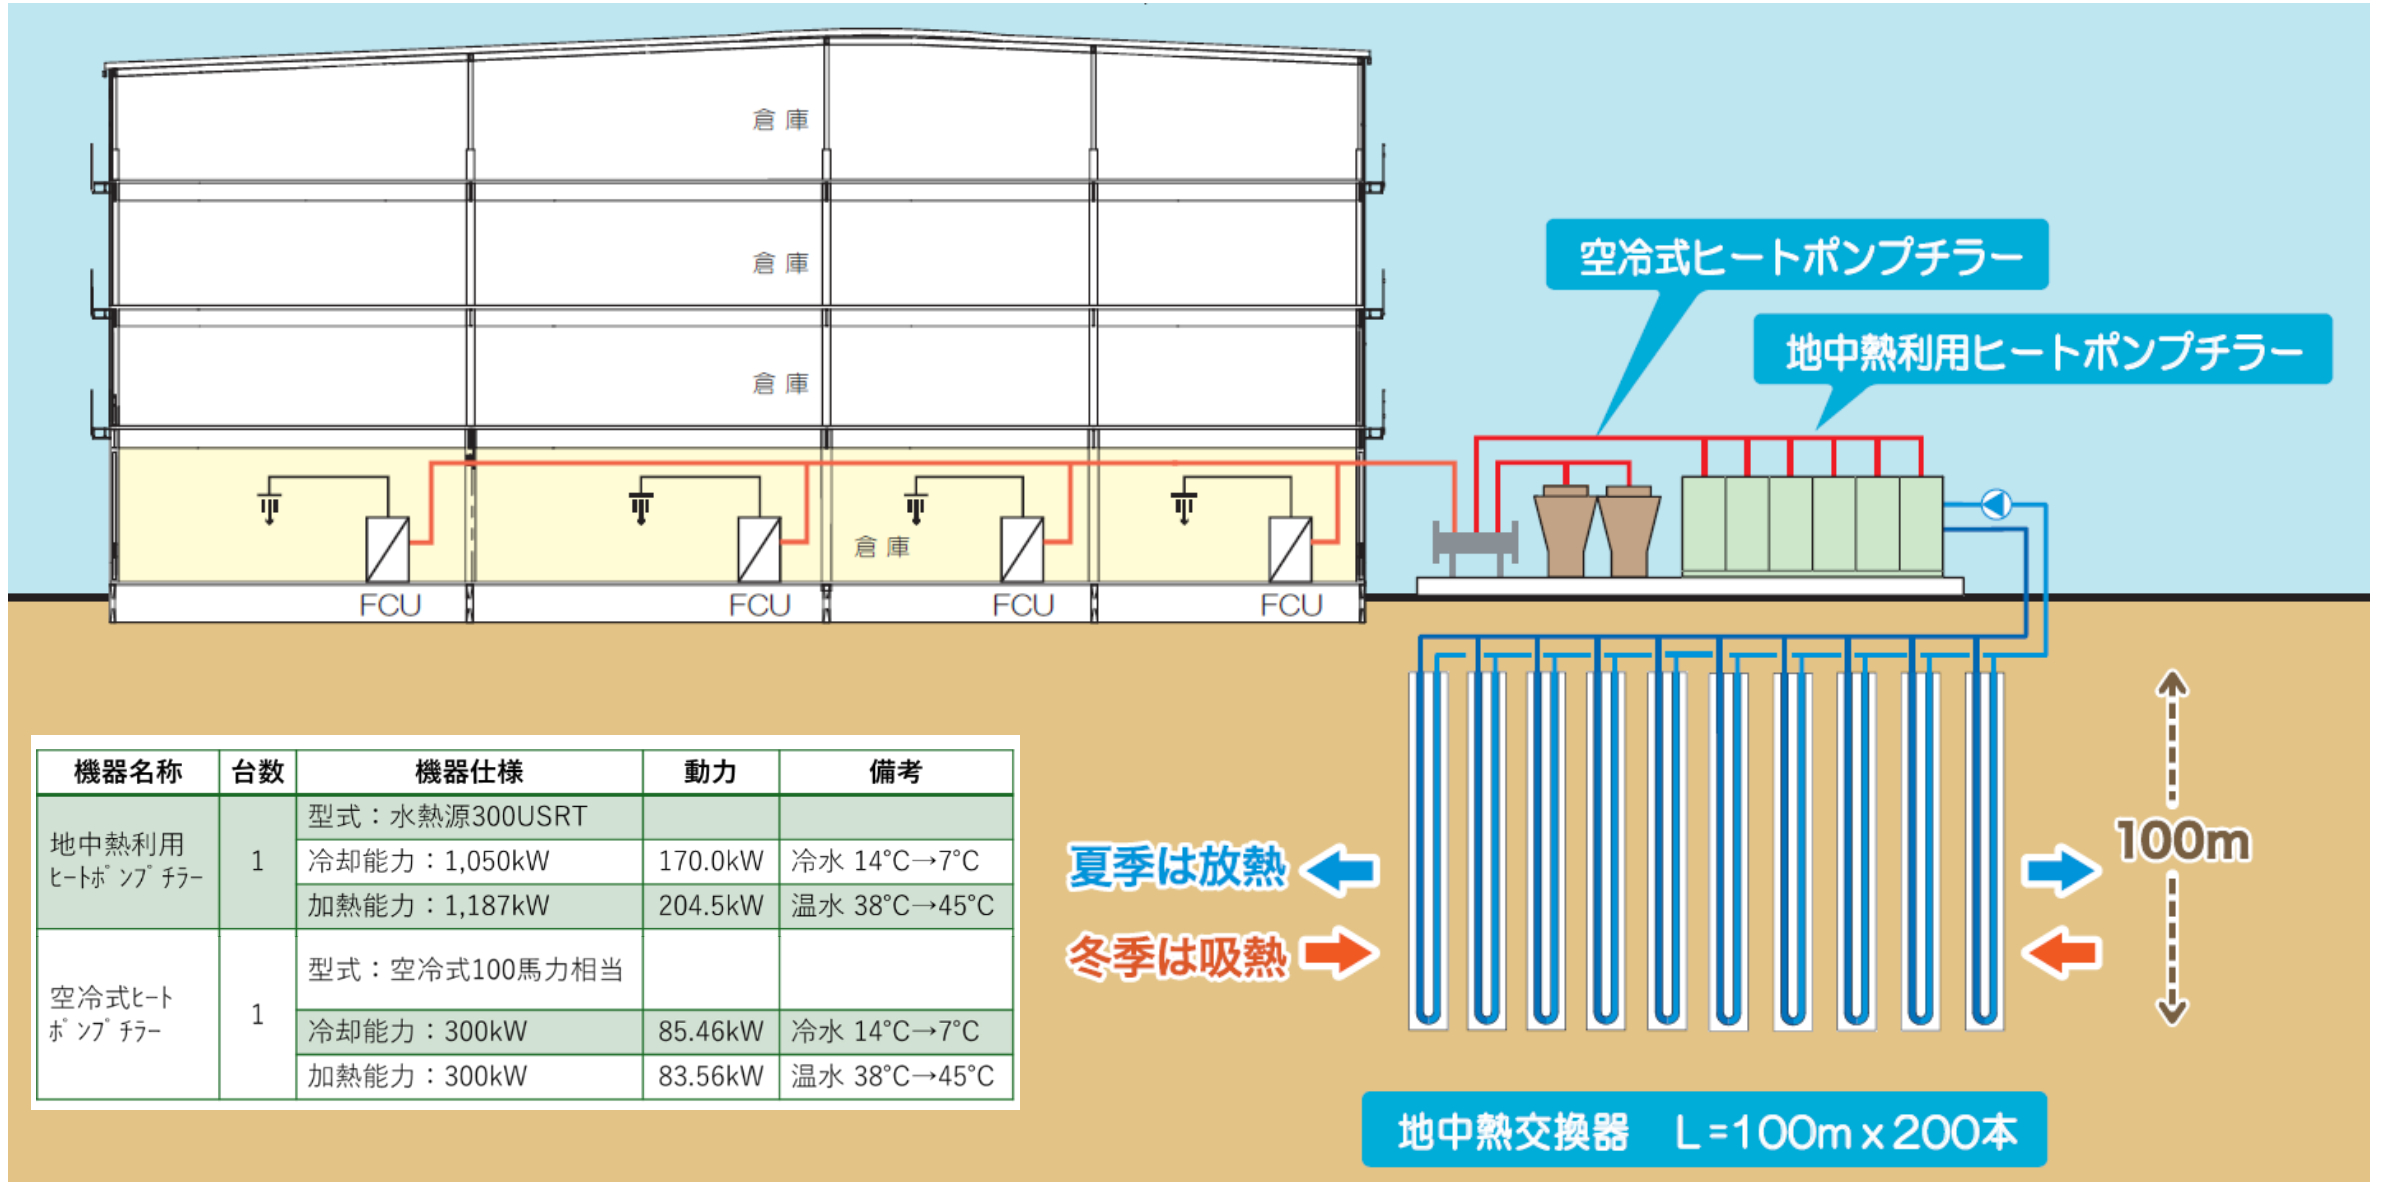 倉庫
倉庫
倉庫
倉庫
FCU
FCU
FCU
FCU
空冷式ヒートポンプチラー
地中熱利用ヒートポンプチラー
機器名称 台数 機器仕様 動力 備考
地中熱利用
ﾋｰﾄﾎﾟﾝﾌﾟﾁﾗｰ
1
型式：水熱源300USRT
冷却能力：1,050kW 170.0kW 冷水 14°C→7°C
加熱能力：1,187kW 204.5kW 温水 38°C→45°C
空冷式ﾋｰﾄ
ﾎﾟﾝﾌﾟﾁﾗｰ
1
型式：空冷式100馬力相当
冷却能力：300kW 85.46kW 冷水 14°C→7°C
加熱能力：300kW 83.56kW 温水 38°C→45°C
夏季は放熱
冬季は吸熱
100m
地中熱交換器 L=100mx200本